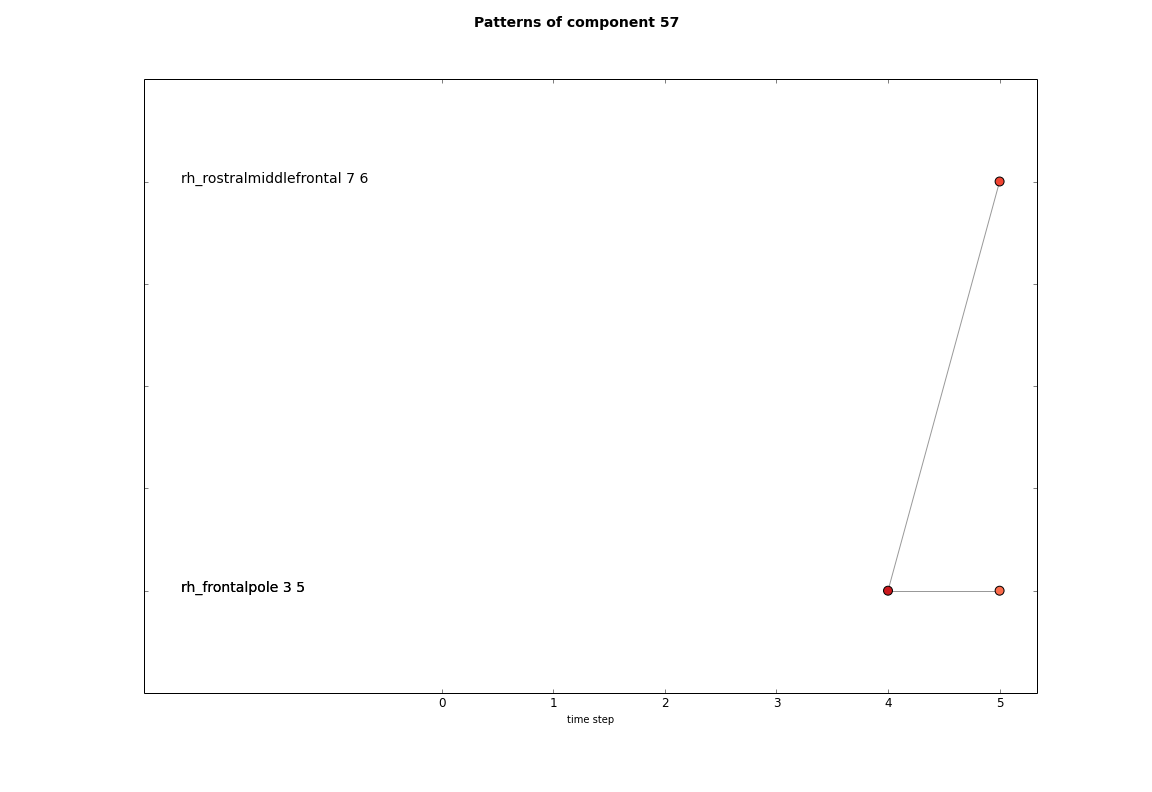 Patterns of component 57
rh_rostralmiddlefrontal 7 6
rh_frontalpole 3 5
0 1 2 3 4 5
time step